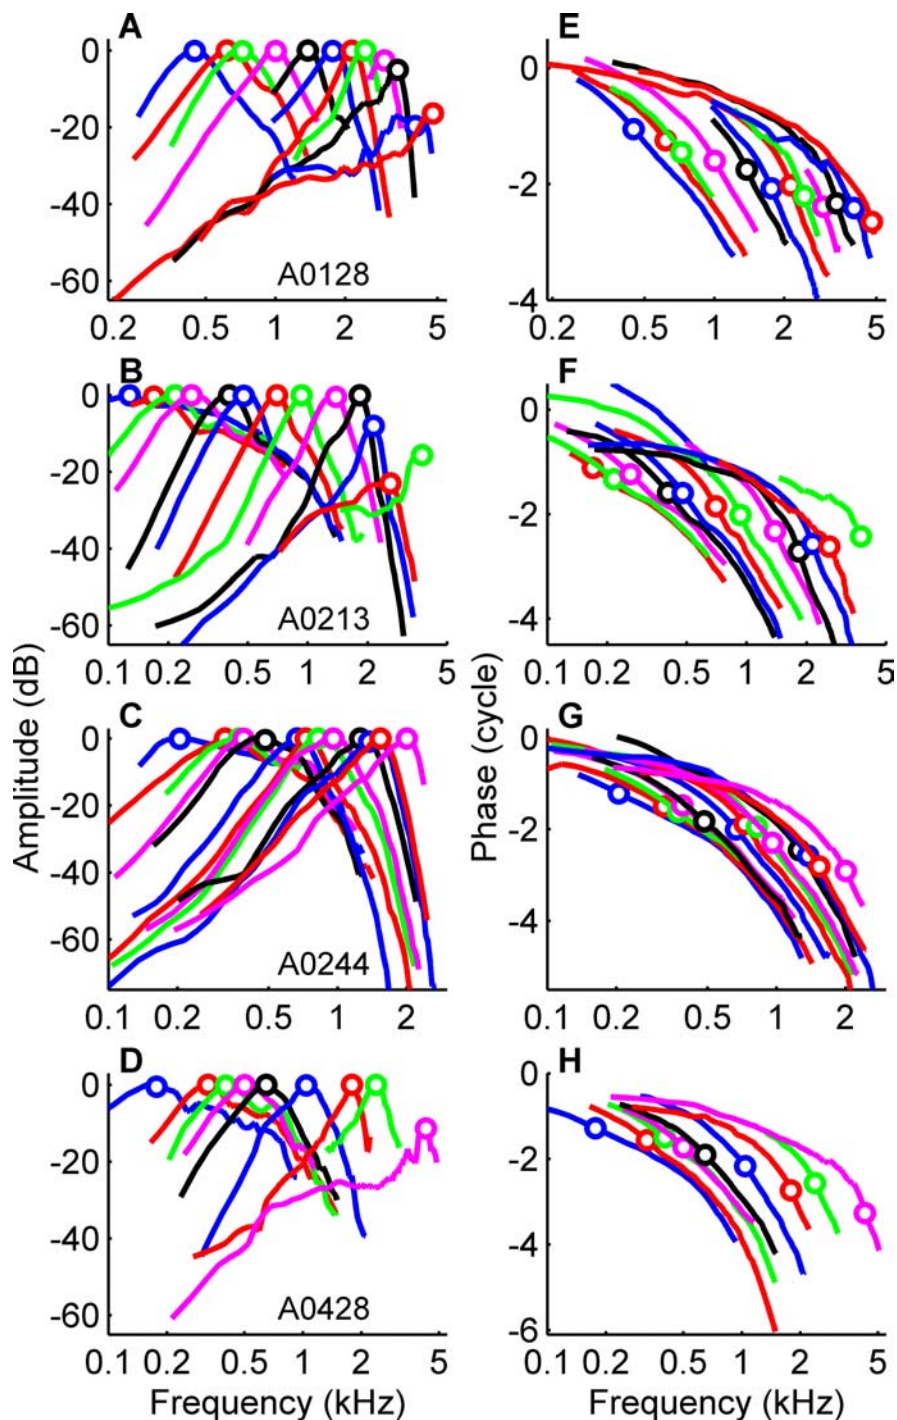 A E
0 0
-20
-2
-40
-60 A0128
-4
0.2 0.5 1 2 5 0.2 0.5 1 2 5
B F
0 0
-20
-2
-40
-4
-60 A0213
0.1 0.2 0.5 1 2 5 0.1 0.2 0.5 1 2 5
Amplitude (dB) Phase (cycle)
C G
0 0
-20
-2
-40
-4
-60 A0244
0.1 0.2 0.5 1 2 0.1 0.2 0.5 1 2
D H
0 0
-20 -2
-40 -4
-60 A0428
-6
0.1 0.2 0.5 1 2 5 0.1 0.2 0.5 1 2 5
Frequency (kHz) Frequency (kHz)